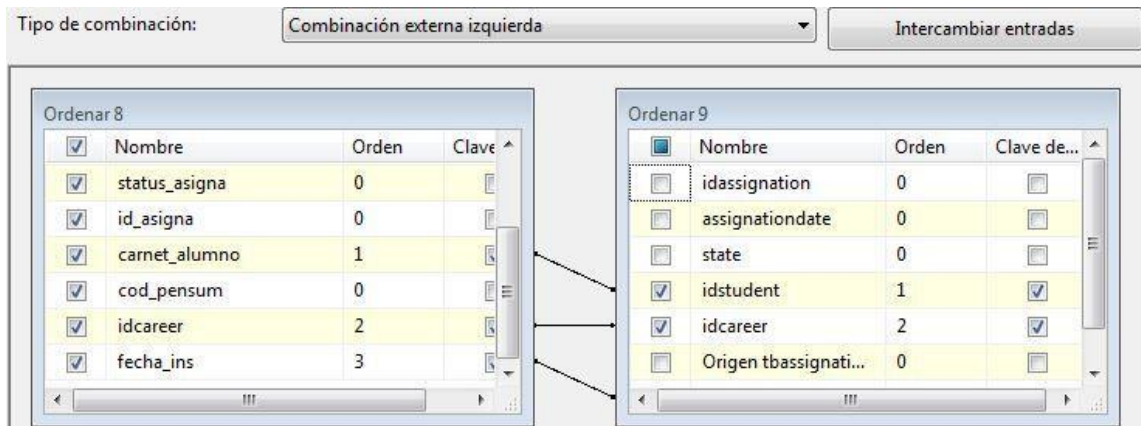 Tipo de combinación: Combinación externa izquierda Intercambiar entradas
Ordenar 8
Nombre Orden Clave
status_asigna 0
id_asigna 0
carnet_alumno 1
cod_pensum 0
idcareer 2
fecha_ins 3
Ordenar 9
Nombre Orden Clave de...
idassignation 0
assignationdate 0
state 0
idstudent 1
idcareer 2
Origen tbassignati... 0